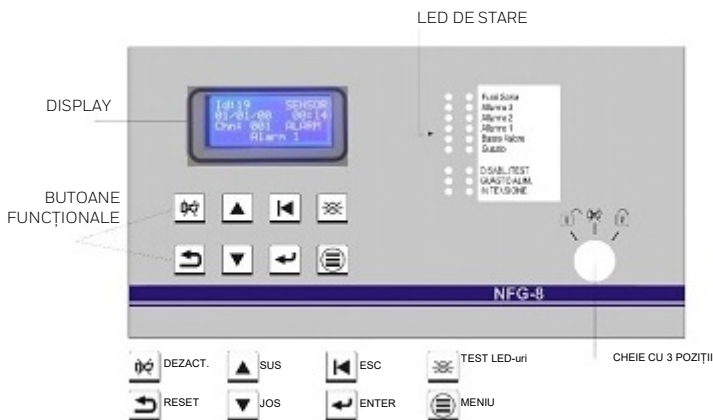 LED DE STARE
DISPLAY
Id#:19 SENSOR
01/01/00 00:14
Chn# 001 ALARM
Alarm 1
Fuori Scala
Allarme 3
Allarme 2
Allarme 1
Basso Valore
Guasto
DISABIL./TEST
GUASTO ALIM.
IN TENSIONE
BUTOANE
FUNCȚIONALE
NFG-8
DEZACT.
SUS
ESC
TEST LED-uri
CHEIE CU 3 POZIȚII
RESET
JOS
ENTER
MENIU